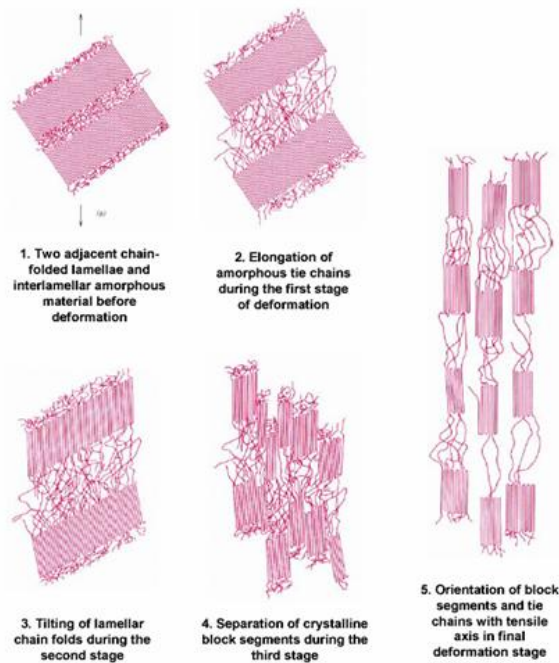 (a)
1. Two adjacent chain-
folded lamellae and
interlamellar amorphous
material before
deformation
2. Elongation of
amorphous tie chains
during the first stage
of deformation
3. Tilting of lamellar
chain folds during the
second stage
4. Separation of crystalline
block segments during the
third stage
5. Orientation of block
segments and tie
chains with tensile
axis in final
deformation stage